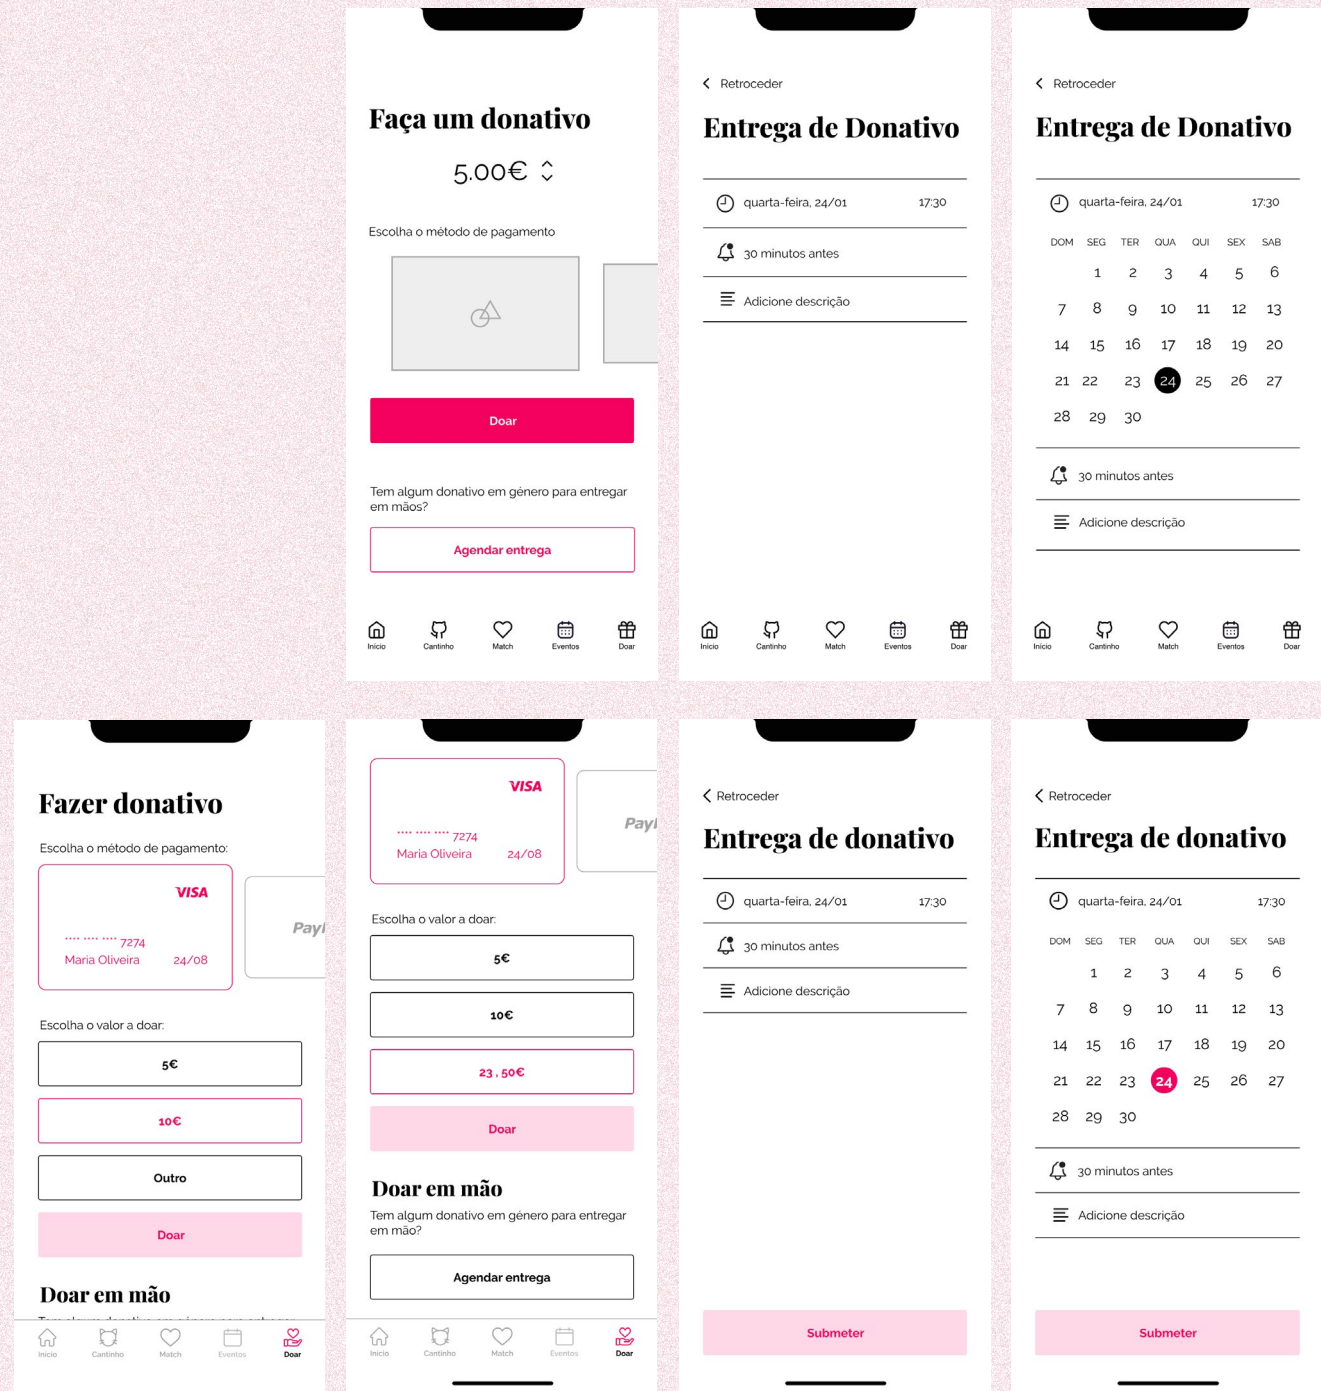 Faça um donativo
5.00€
Escolha o método de pagamento
Doar
Tem algum donativo em género para entregar
em mãos?
Agendar entrega
Início Cantinho Match Eventos Doar
Retroceder
Entrega de Donativo
quarta-feira, 24/01 17:30
30 minutos antes
Adicione descrição
Início Cantinho Match Eventos Doar
Retroceder
Entrega de Donativo
quarta-feira, 24/01 17:30
DOM SEG TER QUA QUI SEX SAB
1 2 3 4 5 6
7 8 9 10 11 12 13
14 15 16 17 18 19 20
21 22 23 24 25 26 27
28 29 30
30 minutos antes
Adicione descrição
Início Cantinho Match Eventos Doar
Fazer donativo
Escolha o método de pagamento:
VISA
.... .... .... 7274
Maria Oliveira 24/08
Escolha o valor a doar:
5€
10€
Outro
Doar
Doar em mão
Início Cantinho Match Eventos Doar
VISA
.... .... .... 7274
Maria Oliveira 24/08
Escolha o valor a doar:
5€
10€
23 , 50€
Doar
Doar em mão
Tem algum donativo em género para entregar
em mão?
Agendar entrega
Início Cantinho Match Eventos Doar
Retroceder
Entrega de donativo
quarta-feira, 24/01 17:30
30 minutos antes
Adicione descrição
Submeter
Retroceder
Entrega de donativo
quarta-feira, 24/01 17:30
DOM SEG TER QUA QUI SEX SAB
1 2 3 4 5 6
7 8 9 10 11 12 13
14 15 16 17 18 19 20
21 22 23 24 25 26 27
28 29 30
30 minutos antes
Adicione descrição
Submeter